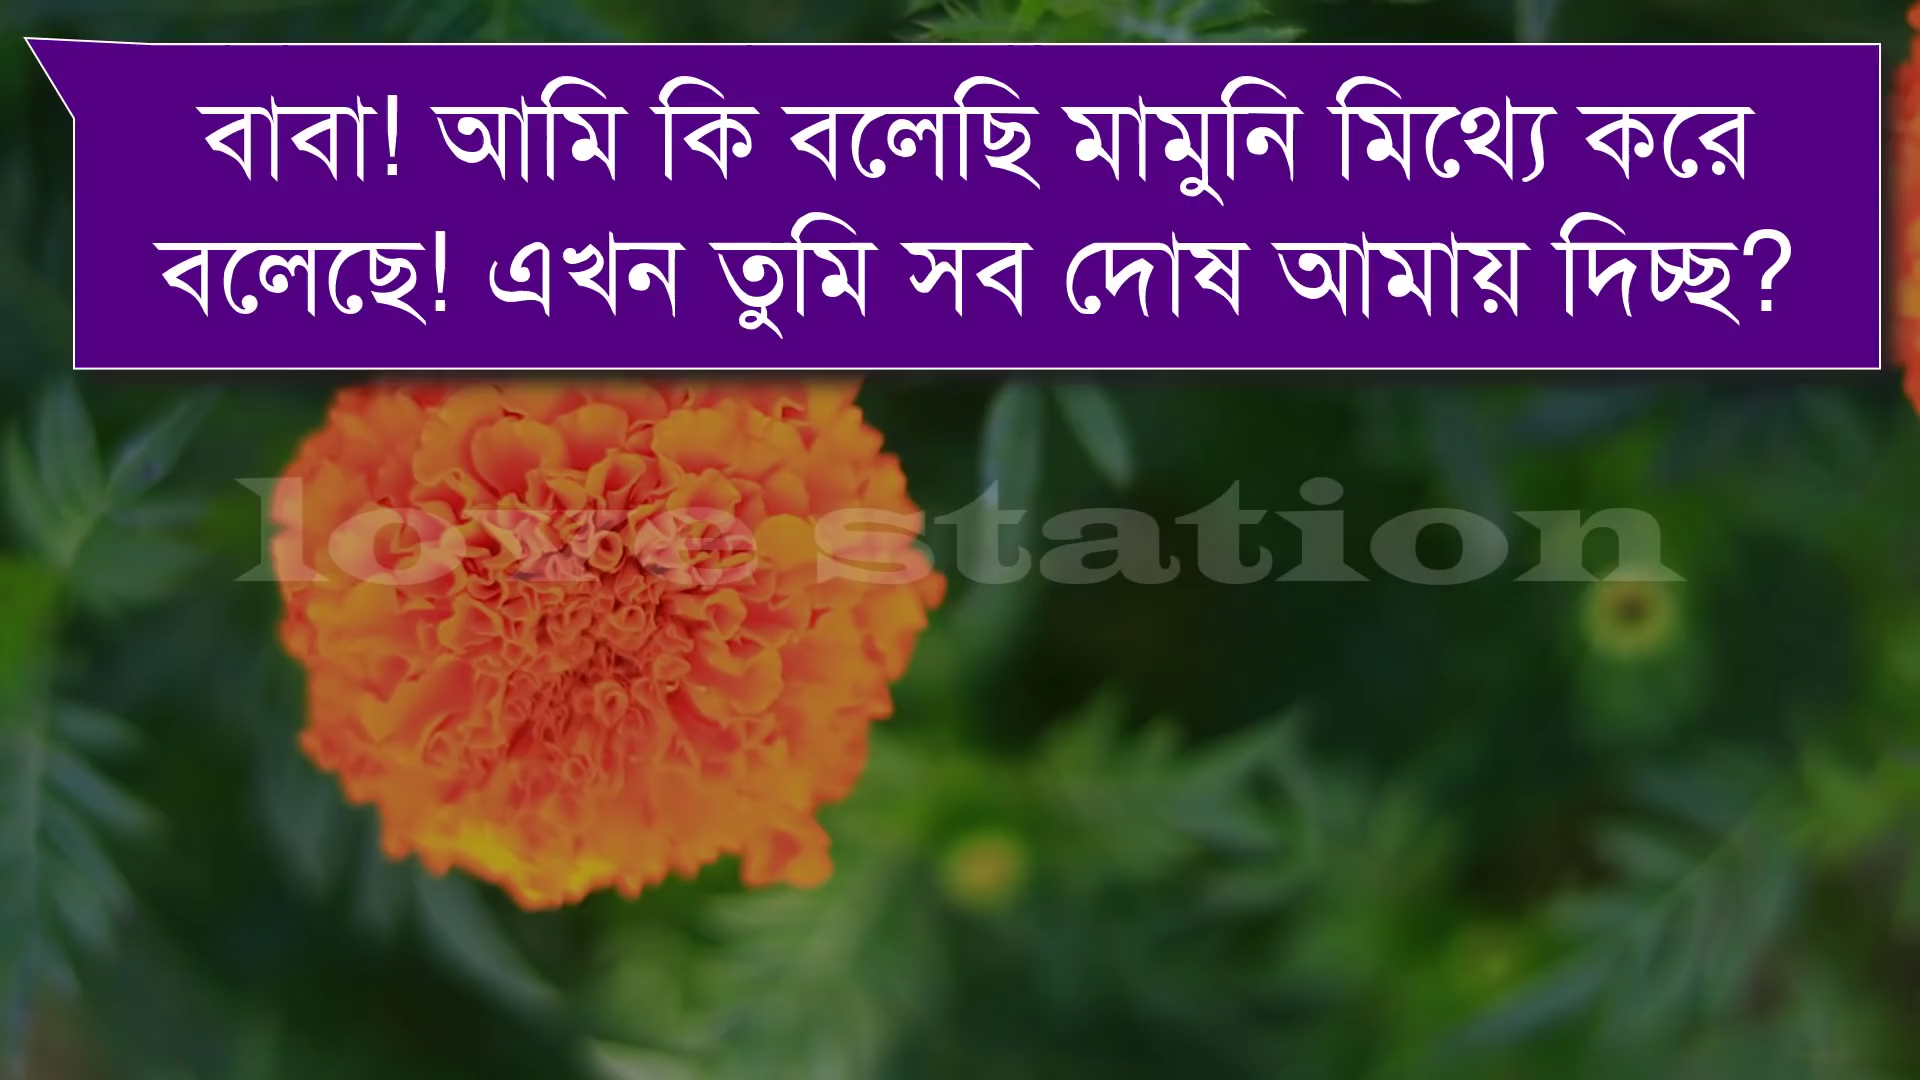 বাবা! আমি কি বলেছি মামুনি মিথ্যে করে
বলেছে! এখন তুমি সব দোষ আমায় দিচ্ছ?
love station